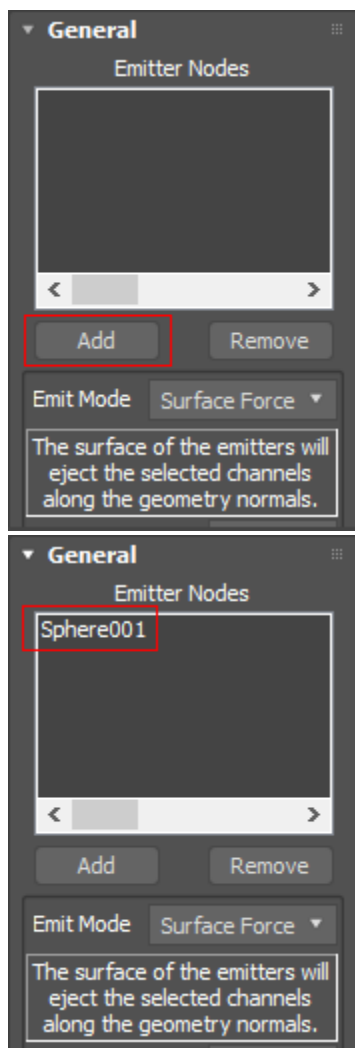 General
Emitter Nodes
Add Remove
Emit Mode Surface Force
The surface of the emitters will
eject the selected channels
along the geometry normals.
General
Emitter Nodes
Sphere001
Add Remove
Emit Mode Surface Force
The surface of the emitters will
eject the selected channels
along the geometry normals.